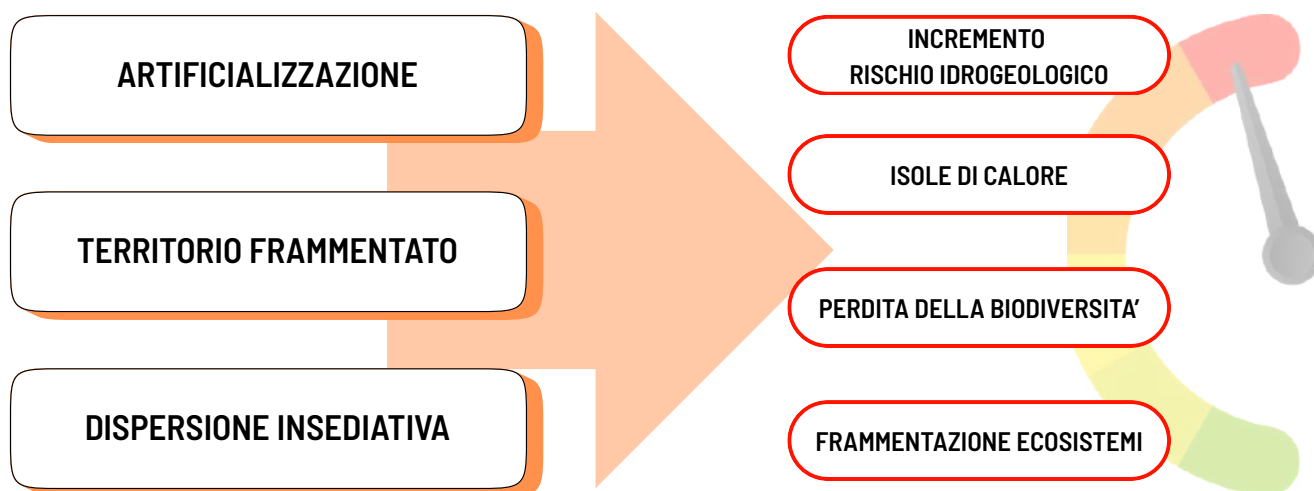 ARTIFICIALIZZAZIONE
TERRITORIO FRAMMENTATO
DISPERSIONE INSEDIATIVA
INCREMENTO
RISCHIO IDROGEOLOGICO
ISOLE DI CALORE
PERDITA DELLA BIODIVERSITA’
FRAMMENTAZIONE ECOSISTEMI